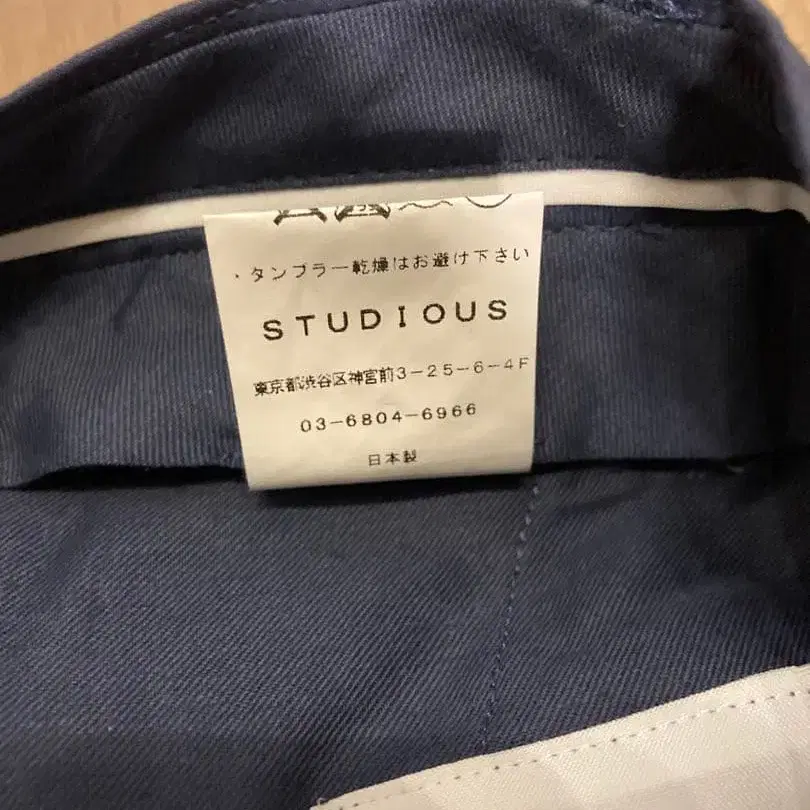 ・タンブラー乾燥はお避け下さい
STUDIOUS
東京都渋谷区神宮前3-25-6-4F
03-6804-6966
日本製